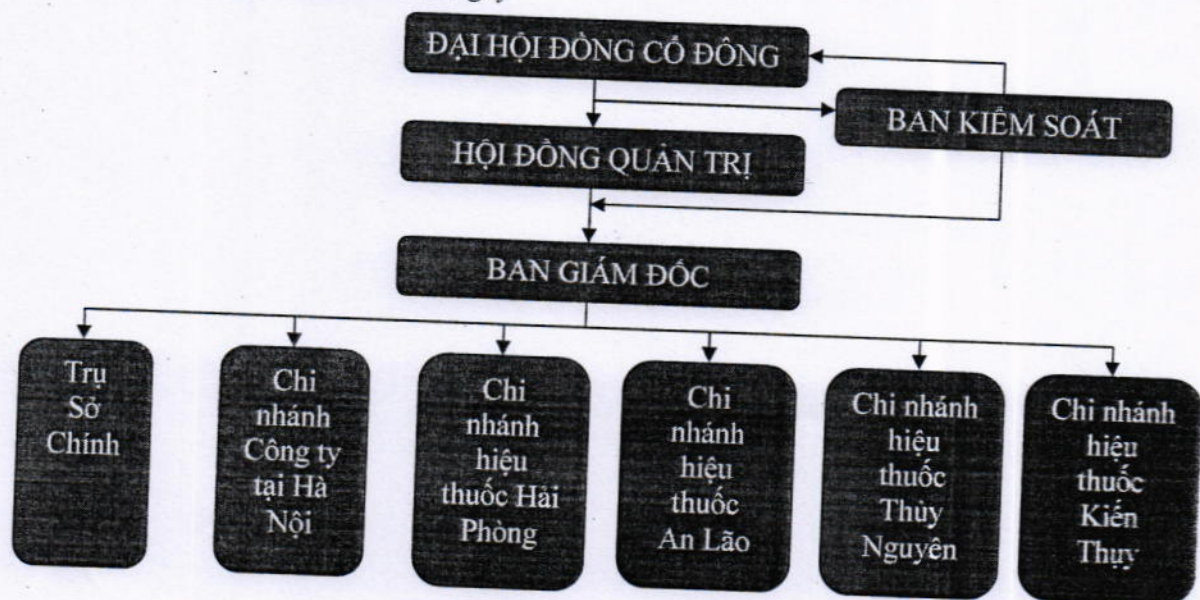 ĐẠI HỘI ĐỒNG CỔ ĐÔNG
BAN KIỂM SOÁT
HỘI ĐỒNG QUẢN TRỊ
BAN GIÁM ĐỐC
Trụ
Sở
Chính
Chi
nhánh
Công ty
tại Hà
Nội
Chi
nhánh
hiệu
thuốc Hải
Phòng
Chi
nhánh
hiệu
thuốc
An Lão
Chi nhánh
hiệu
thuốc
Thủy
Nguyên
Chi nhánh
hiệu
thuốc
Kiến
Thụy